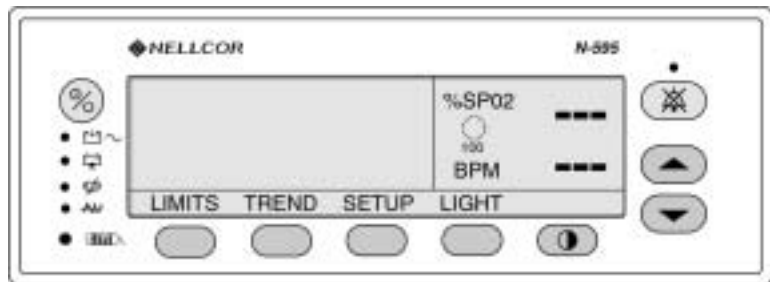 NELLCOR N-595
%
%SP02 ---
100
BPM ---
LIMITS TREND SETUP LIGHT